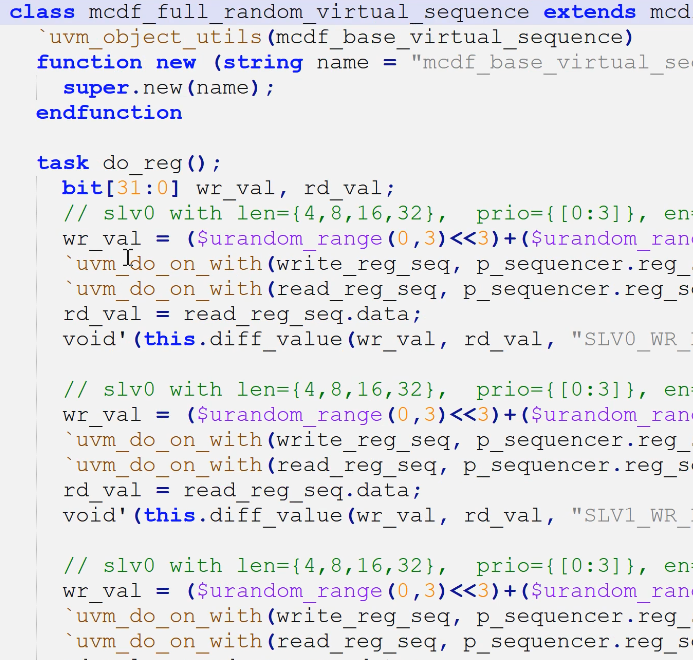 class mcdf_full_random_virtual_sequence extends mcd
`uvm_object_utils(mcdf_base_virtual_sequence)
function new (string name = "mcdf_base_virtual_se
super.new(name);
endfunction
task do_reg();
bit[31:0] wr_val, rd_val;
// slv0 with len={4,8,16,32},  prio={[0:3]}, en=
wr_val = ($urandom_range(0,3)<<3)+($urandom_ran
`uvm_do_on_with(write_reg_seq, p_sequencer.reg_
`uvm_do_on_with(read_reg_seq, p_sequencer.reg_s
rd_val = read_reg_seq.data;
void'(this.diff_value(wr_val, rd_val, "SLV0_WR_
// slv0 with len={4,8,16,32},  prio={[0:3]}, en=
wr_val = ($urandom_range(0,3)<<3)+($urandom_ran
`uvm_do_on_with(write_reg_seq, p_sequencer.reg_
`uvm_do_on_with(read_reg_seq, p_sequencer.reg_s
rd_val = read_reg_seq.data;
void'(this.diff_value(wr_val, rd_val, "SLV1_WR_
// slv0 with len={4,8,16,32},  prio={[0:3]}, en=
wr_val = ($urandom_range(0,3)<<3)+($urandom_ran
`uvm_do_on_with(write_reg_seq, p_sequencer.reg_
`uvm_do_on_with(read_reg_seq, p_sequencer.reg_s